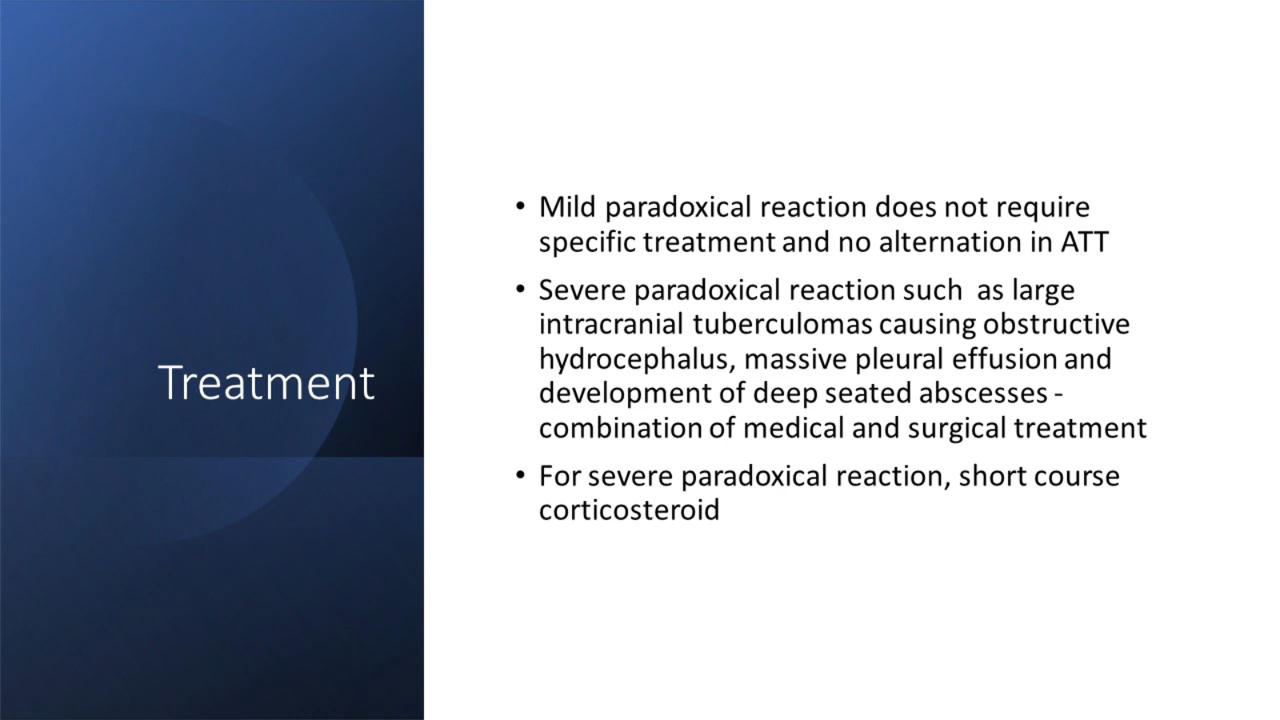 Treatment
• Mild paradoxical reaction does not require
specific treatment and no alternation in ATT
• Severe paradoxical reaction such  as large
intracranial tuberculomas causing obstructive
hydrocephalus, massive pleural effusion and
development of deep seated abscesses -
combination of medical and surgical treatment
• For severe paradoxical reaction, short course
corticosteroid